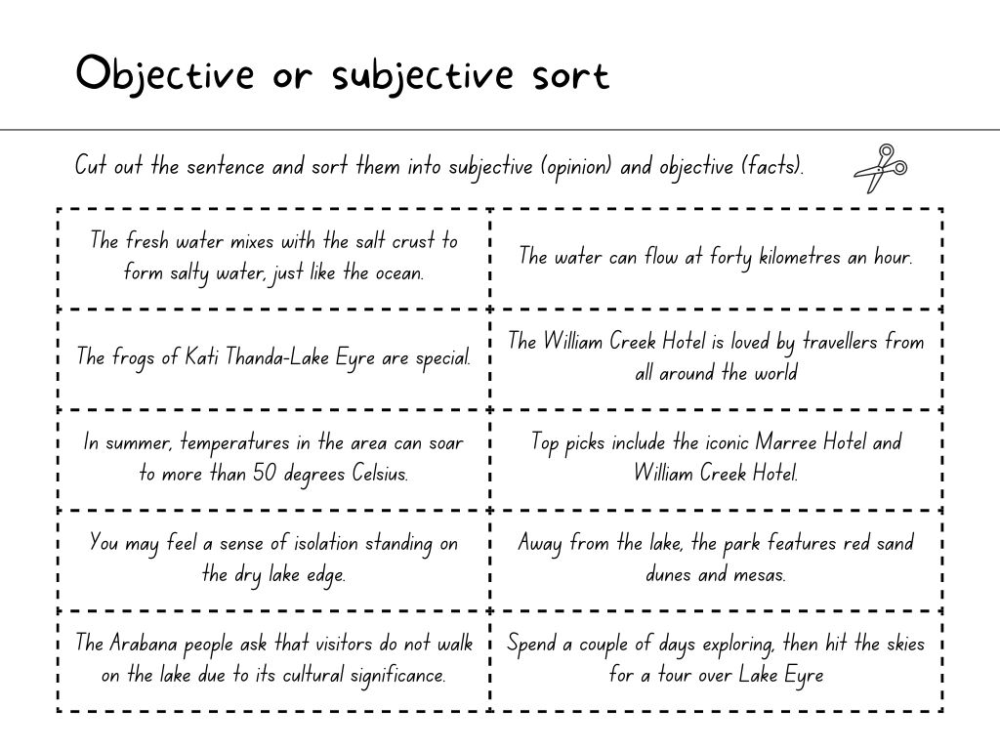 Objective or subjective sort
Cut out the sentence and sort them into subjective (opinion) and objective (facts).
The fresh water mixes with the salt crust to
form salty water, just like the ocean.
The water can flow at forty kilometres an hour.
The frogs of Kati Thanda-Lake Eyre are special.
The William Creek Hotel is loved by travellers from
all around the world
In summer, temperatures in the area can soar
to more than 50 degrees Celsius.
Top picks include the iconic Marree Hotel and
William Creek Hotel.
You may feel a sense of isolation standing on
the dry lake edge.
Away from the lake, the park features red sand
dunes and mesas.
The Arabana people ask that visitors do not walk
on the lake due to its cultural significance.
Spend a couple of days exploring, then hit the skies
for a tour over Lake Eyre